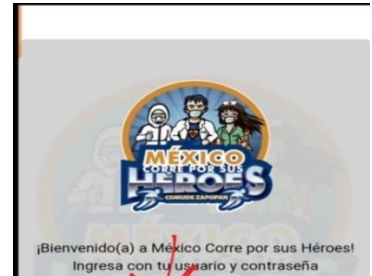 MÉXICO
CORRE POR SUS
HÉROES
COMUDE ZAPOPAN
¡Bienvenido(a) a México Corre por sus Héroes!
Ingresa con tu usuario y contraseña